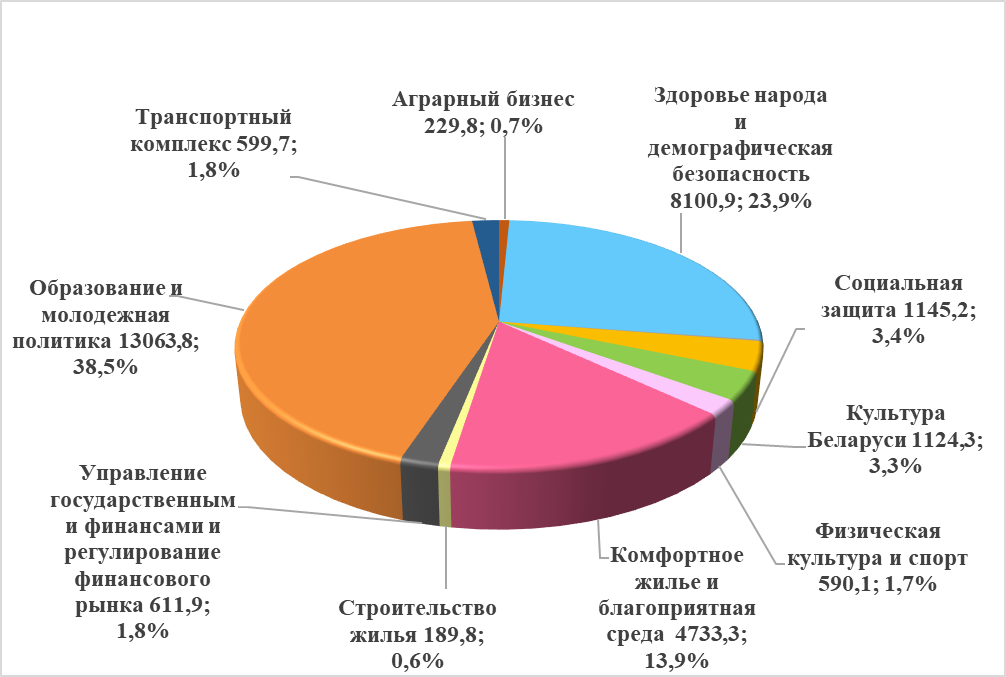 Аграрный бизнес
229,8; 0,7%
Здоровье народа
и
демографическая
безопасность
8100,9; 23,9%
Социальная
защита 1145,2;
3,4%
Культура
Беларуси 1124,3;
3,3%
Физическая
культура и спорт
590,1; 1,7%
Комфортное
жилье и
благоприятная
среда  4733,3;
13,9%
Строительство
жилья 189,8;
0,6%
Управление
государственным
и финансами и
регулирование
финансового
рынка 611,9;
1,8%
Образование и
молодежная
политика 13063,8;
38,5%
Транспортный
комплекс 599,7;
1,8%